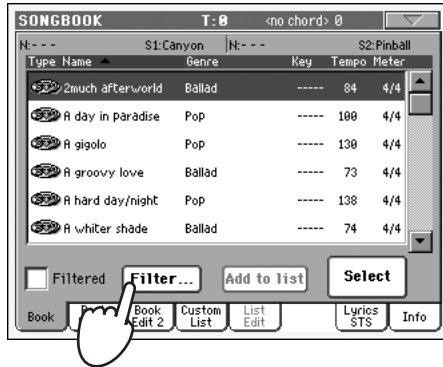 SONGBOOK T:0 <no chord> 0
N:--- S1:Canyon N:--- S2:Pinball
Type Name Genre Key Tempo Meter
2much afterworld Ballad ----- 84 4/4
A day in paradise Pop ----- 100 4/4
A gigolo Pop ----- 130 4/4
A groovy love Ballad ----- 73 4/4
A hard day/night Pop ----- 138 4/4
A whiter shade Ballad ----- 74 4/4
Filtered Filter... Add to list Select
Book Book Edit 2 Custom List List Edit Lyrics STS Info